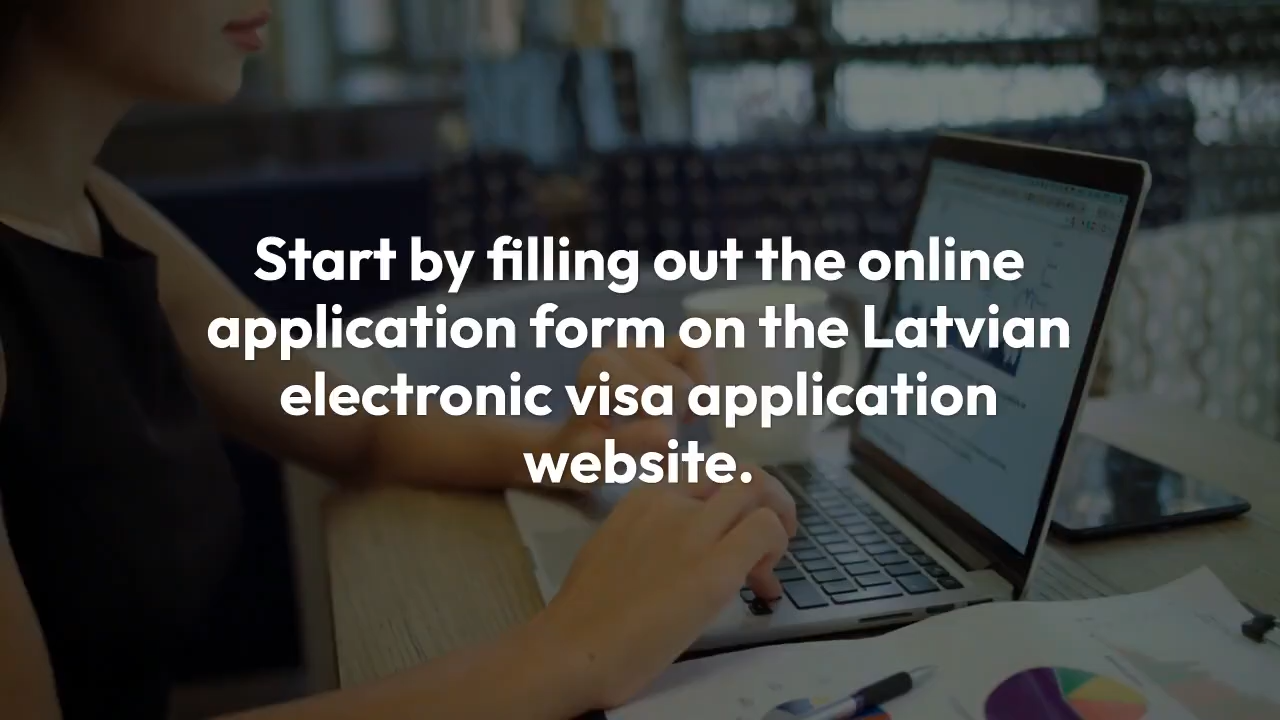 Start by filling out the online
application form on the Latvian
electronic visa application
website.